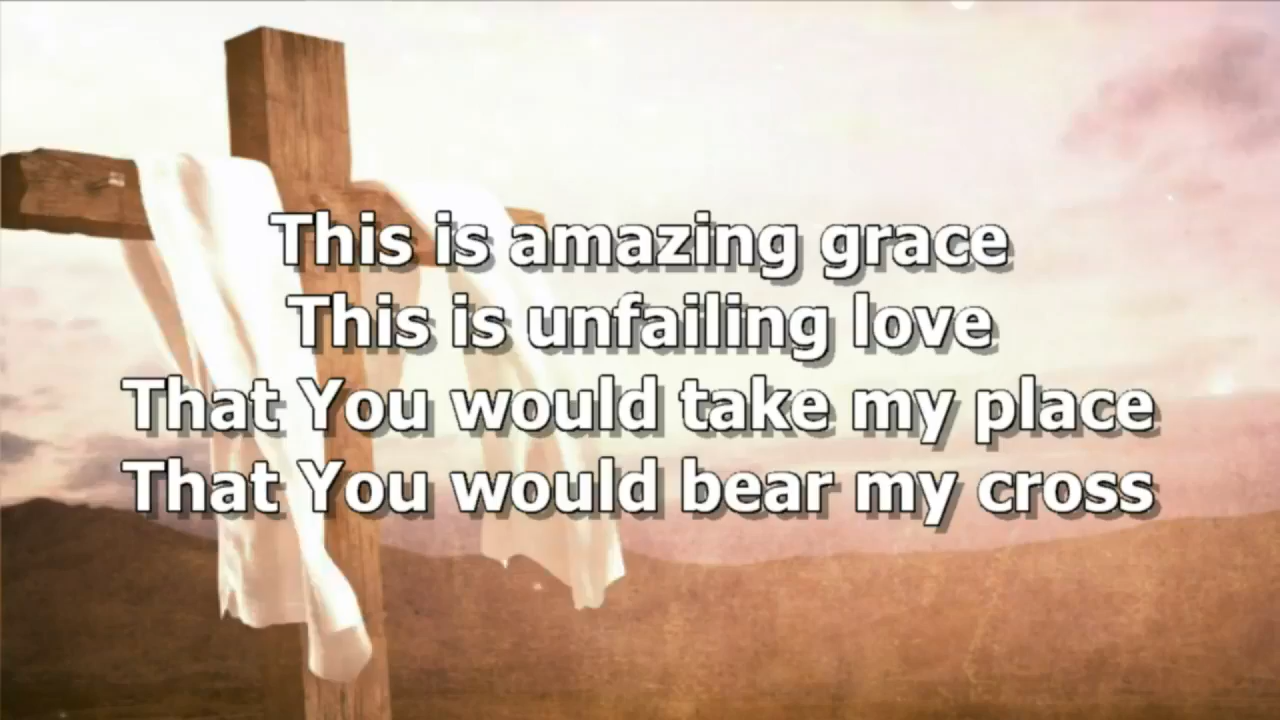 This is amazing grace
This is unfailing love
That You would take my place
That You would bear my cross